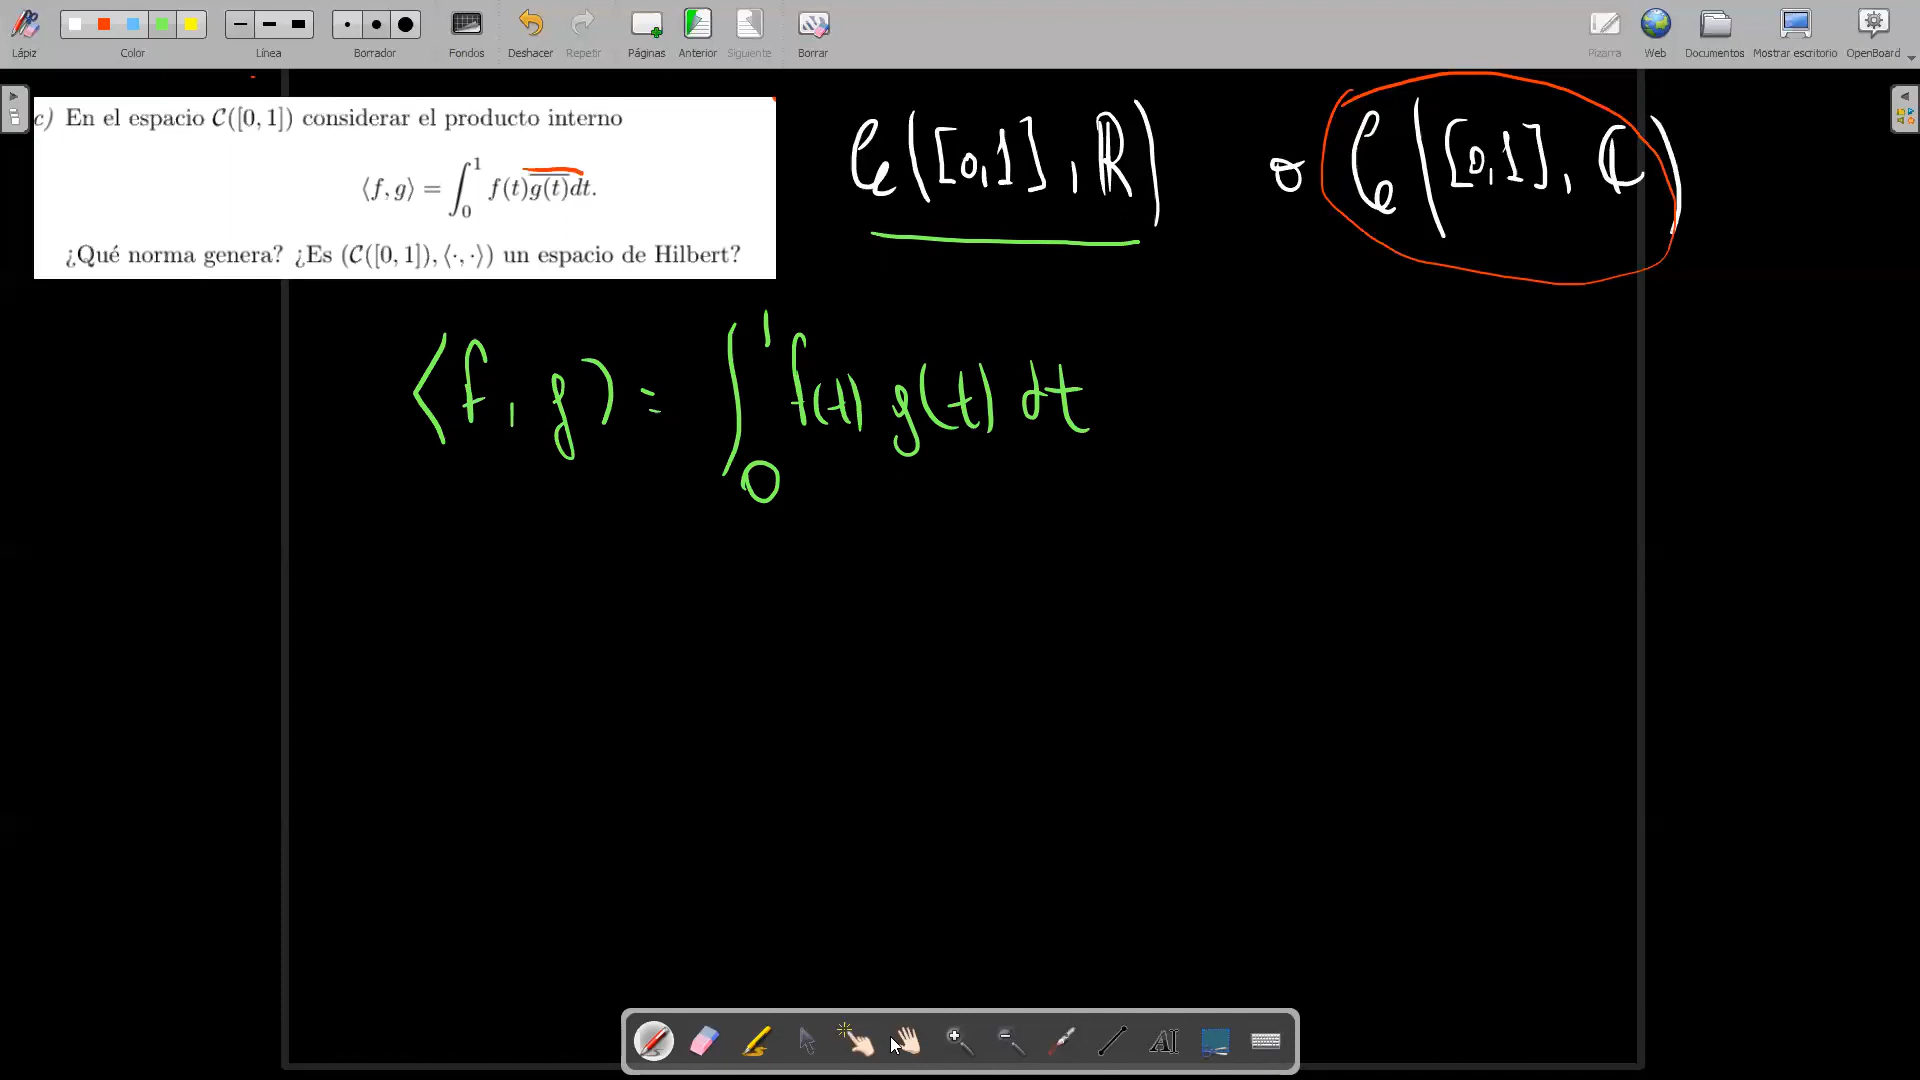 Lápiz Color Línea Borrador Fondos Deshacer Repetir Páginas Anterior Siguiente Borrar Pizarra Web Documentos Mostrar escritorio OpenBoard
c) En el espacio 𝒞([0, 1]) considerar el producto interno
⟨f, g⟩ = ∫₀¹ f(t)g̅(̅t̅)̅dt.
¿Qué norma genera? ¿Es (𝒞([0, 1]), ⟨·, ·⟩) un espacio de Hilbert?
𝒞([0,1], ℝ) o 𝒞([0,1], ℂ)
⟨f, g⟩ = ∫₀¹ f(t) g(t) dt